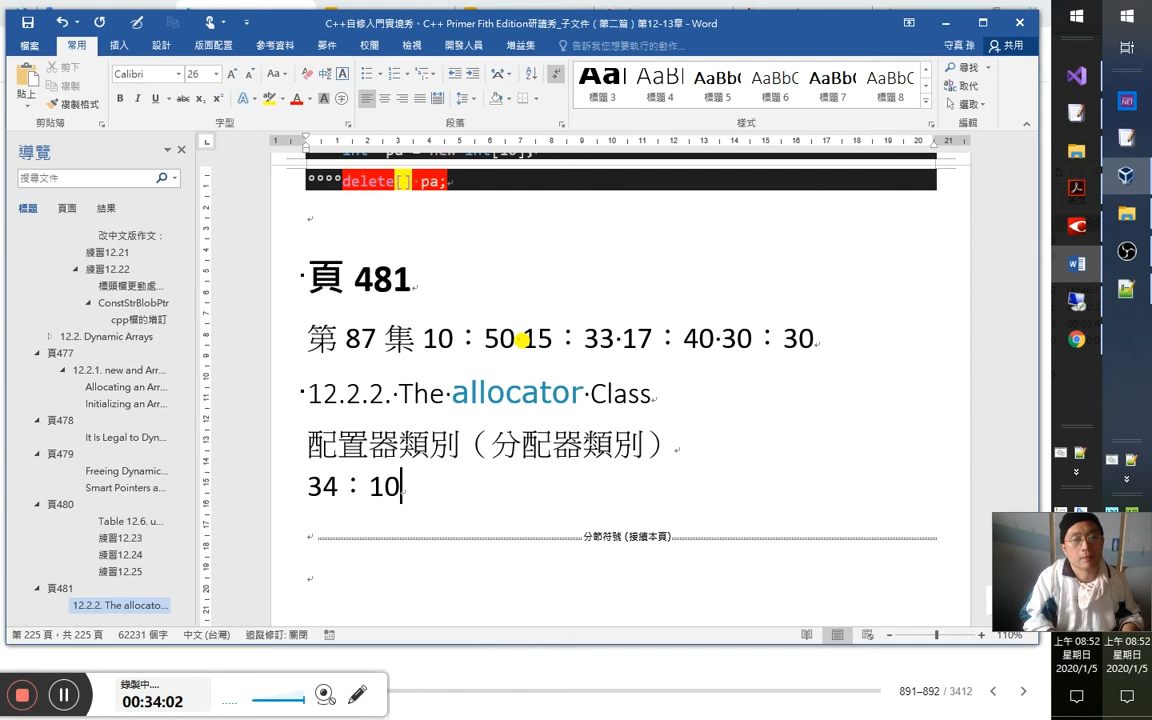 C++自修入門實境秀、C++ Primer Fith Edition研讀秀_子文件（第二篇）第12-13章 - Word
檔案 常用 插入 設計 版面配置 參考資料 郵件 校閱 檢視 開發人員 增益集 告訴我您想要執行的動作... 守真 孫 共用
貼上 剪下 複製 複製格式
Calibri 26
標題 3 標題 4 標題 5 標題 6 標題 7 標題 8
尋找 取代 選取
剪貼簿 字型 段落 樣式 編輯
導覽
搜尋文件
標題 頁面 結果
改中文版作文：
練習12.21
練習12.22
標頭檔更動處...
ConstStrBlobPtr
cpp檔的增訂
12.2. Dynamic Arrays
頁477
12.2.1. new and Arr...
Allocating an Arr...
Initializing an Arr...
頁478
It Is Legal to Dyn...
頁479
Freeing Dynamic...
Smart Pointers a...
頁480
Table 12.6. u...
練習12.23
練習12.24
練習12.25
頁481
12.2.2. The allocato...
delete[] pa;
頁 481
第 87 集 10：50 15：33·17：40·30：30
12.2.2.·The·allocator·Class
配置器類別（分配器類別）
34：10
分節符號 (接續本頁)
第 225 頁，共 225 頁 62231 個字 中文 (台灣) 追蹤修訂: 關閉 110%
錄製中....
00:34:02
891–892 / 3412
上午 08:52 上午 08:52
星期日 星期日
2020/1/5 2020/1/5